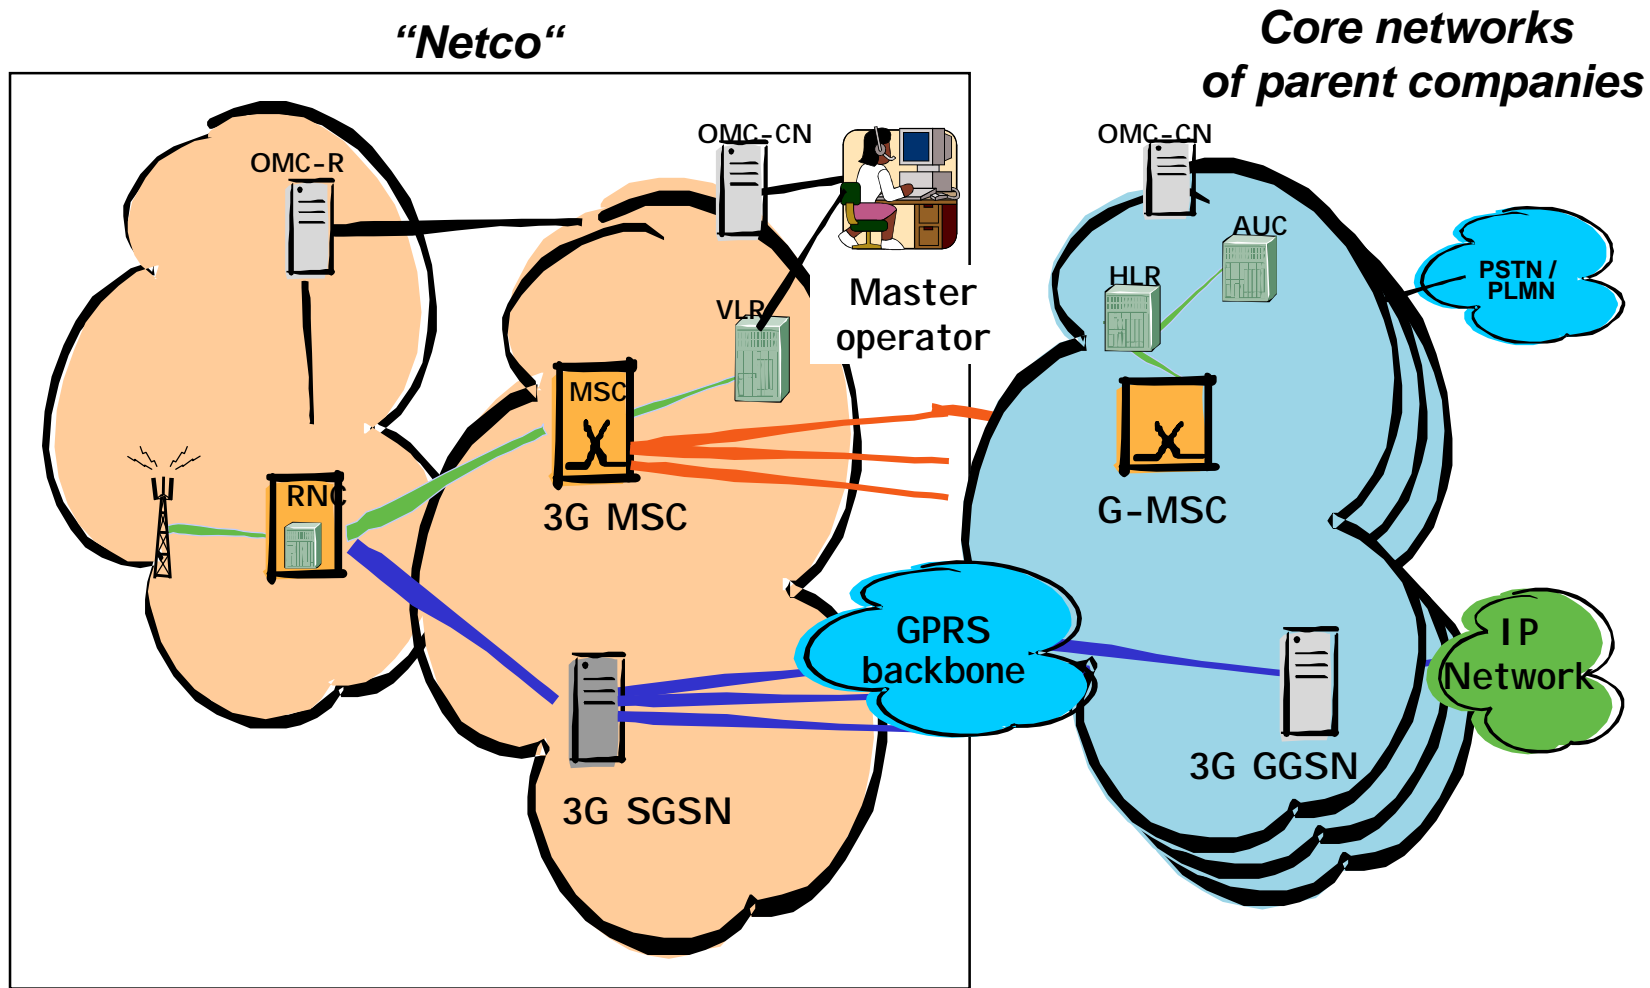 “Netco“
Core networks
of parent companies
OMC-R
OMC-CN
OMC-CN
AUC
HLR
PSTN /
PLMN
Master
operator
VLR
MSC
3G MSC
RNC
G-MSC
GPRS
backbone
IP
Network
3G GGSN
3G SGSN